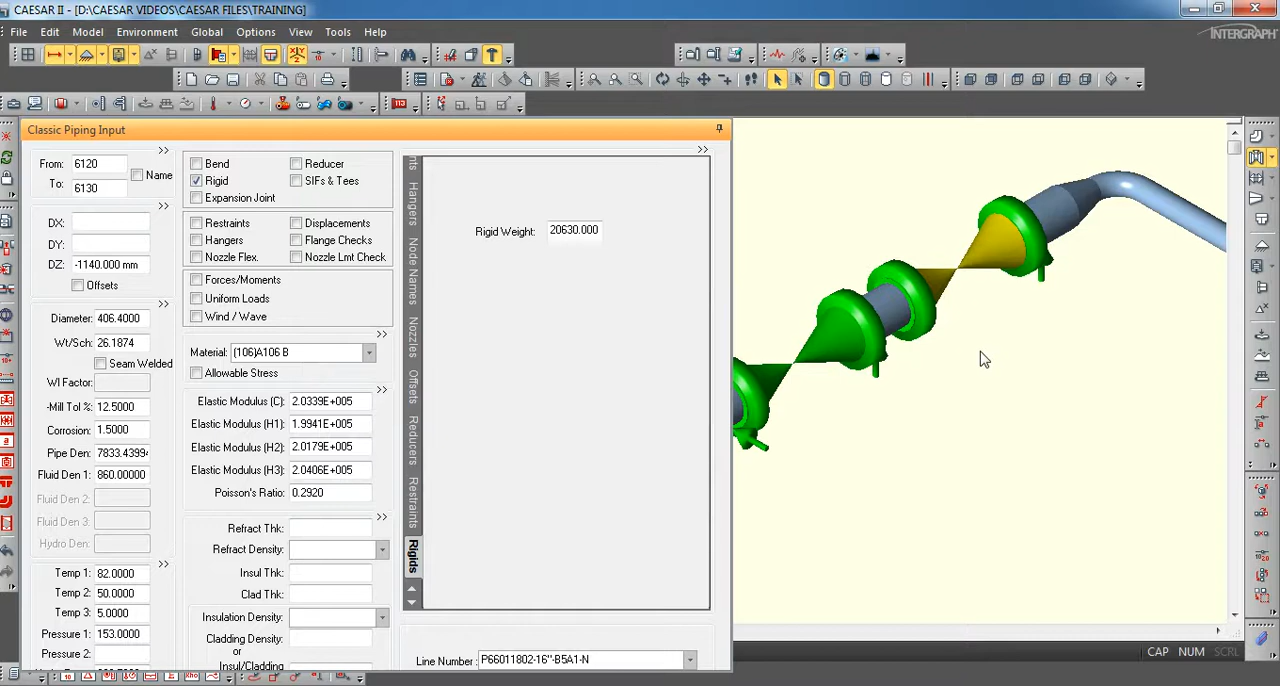 CAESAR II - [D:\CAESAR VIDEOS\CAESAR FILES\TRAINING]
File Edit Model Environment Global Options View Tools Help
INTERGRAPH
Classic Piping Input
From: 6120
To: 6130
Name
DX:
DY:
DZ: -1140.000 mm
Offsets
Diameter: 406.4000
Wt/Sch: 26.1874
Seam Welded
WI Factor:
-Mill Tol %: 12.5000
Corrosion: 1.5000
Pipe Den: 7833.4399
Fluid Den 1: 860.00000
Fluid Den 2:
Fluid Den 3:
Hydro Den:
Temp 1: 82.0000
Temp 2: 50.0000
Temp 3: 5.0000
Pressure 1: 153.0000
Pressure 2:
Bend Reducer
Rigid SIFs & Tees
Expansion Joint
Restraints Displacements
Hangers Flange Checks
Nozzle Flex. Nozzle Lmt Check
Forces/Moments
Uniform Loads
Wind / Wave
Material: (106)A106 B
Allowable Stress
Elastic Modulus (C): 2.0339E+005
Elastic Modulus (H1): 1.9941E+005
Elastic Modulus (H2): 2.0179E+005
Elastic Modulus (H3): 2.0406E+005
Poisson's Ratio: 0.2920
Refract Thk:
Refract Density:
Insul Thk:
Clad Thk:
Insulation Density:
Cladding Density:
or
Insul/Cladding
Hangers
Node Names
Nozzles
Offsets
Reducers
Restraints
Rigids
Rigid Weight: 20630.000
Line Number : P66011802-16"-B5A1-N
CAP NUM SCRL